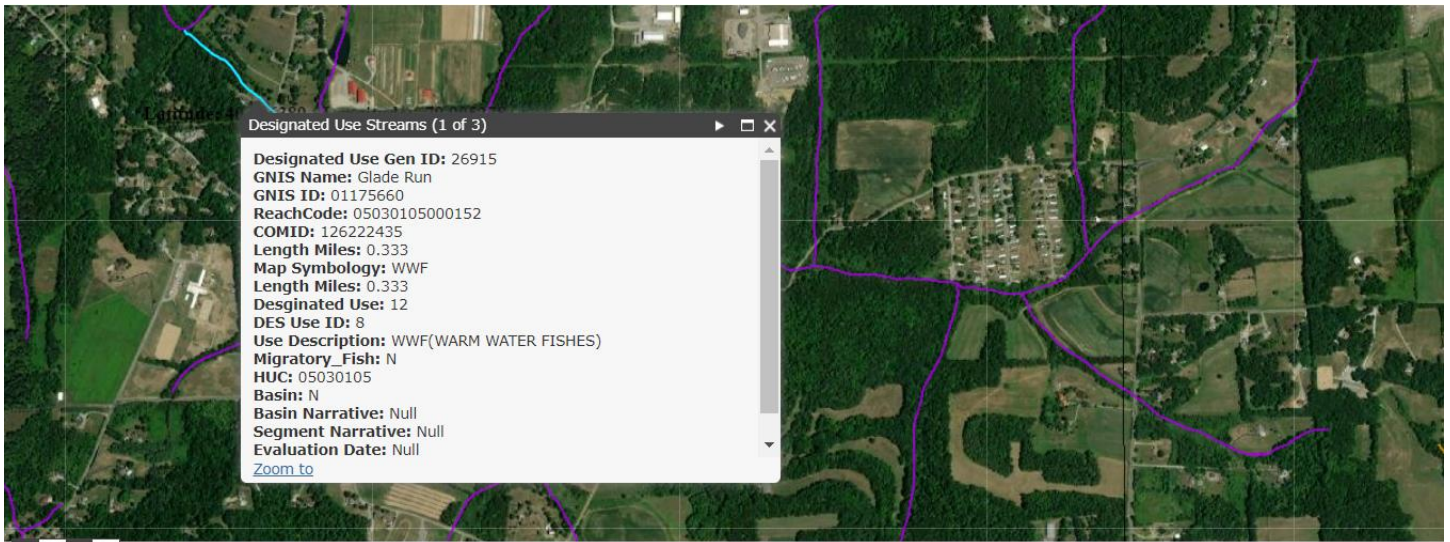 Designated Use Streams (1 of 3)
Designated Use Gen ID: 26915
GNIS Name: Glade Run
GNIS ID: 01175660
ReachCode: 05030105000152
COMID: 126222435
Length Miles: 0.333
Map Symbology: WWF
Length Miles: 0.333
Desginated Use: 12
DES Use ID: 8
Use Description: WWF(WARM WATER FISHES)
Migratory_Fish: N
HUC: 05030105
Basin: N
Basin Narrative: Null
Segment Narrative: Null
Evaluation Date: Null
Zoom to